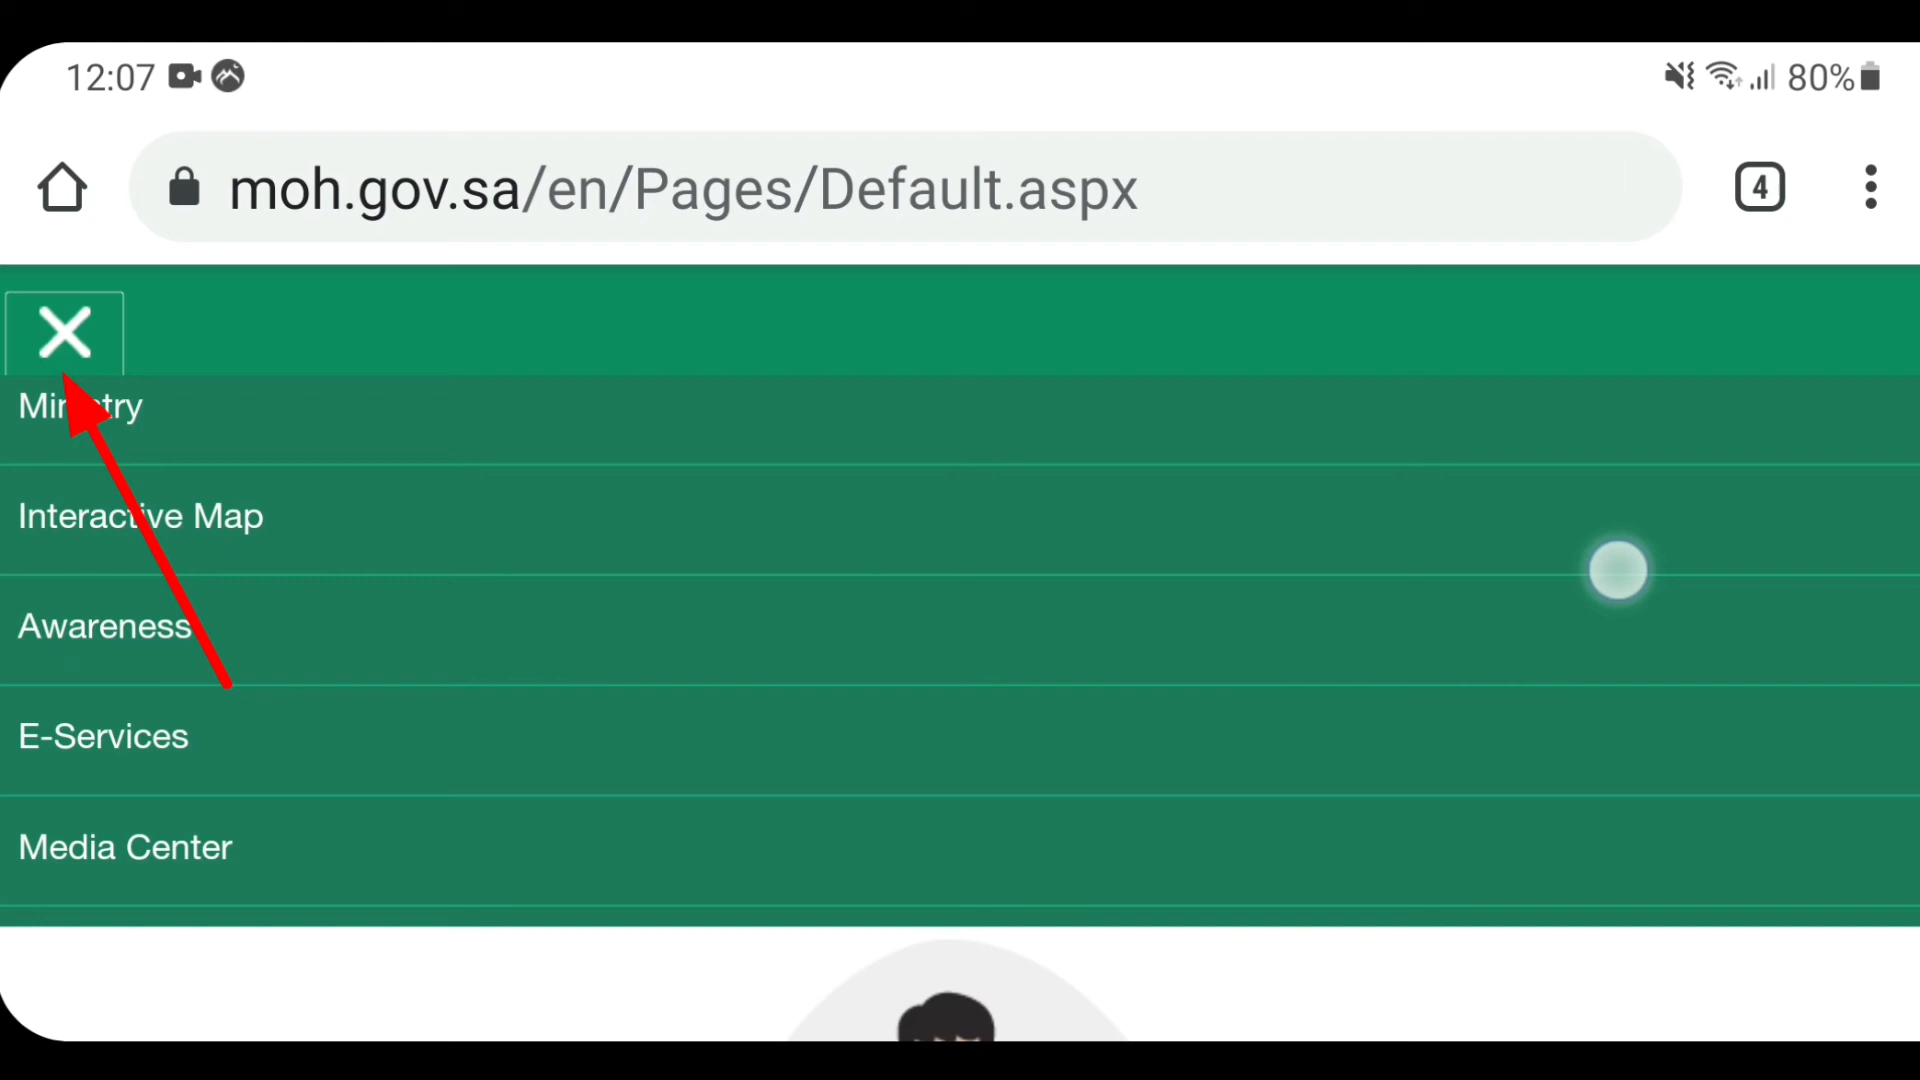 12:07 80%
moh.gov.sa/en/Pages/Default.aspx 4
Ministry
Interactive Map
Awareness
E-Services
Media Center